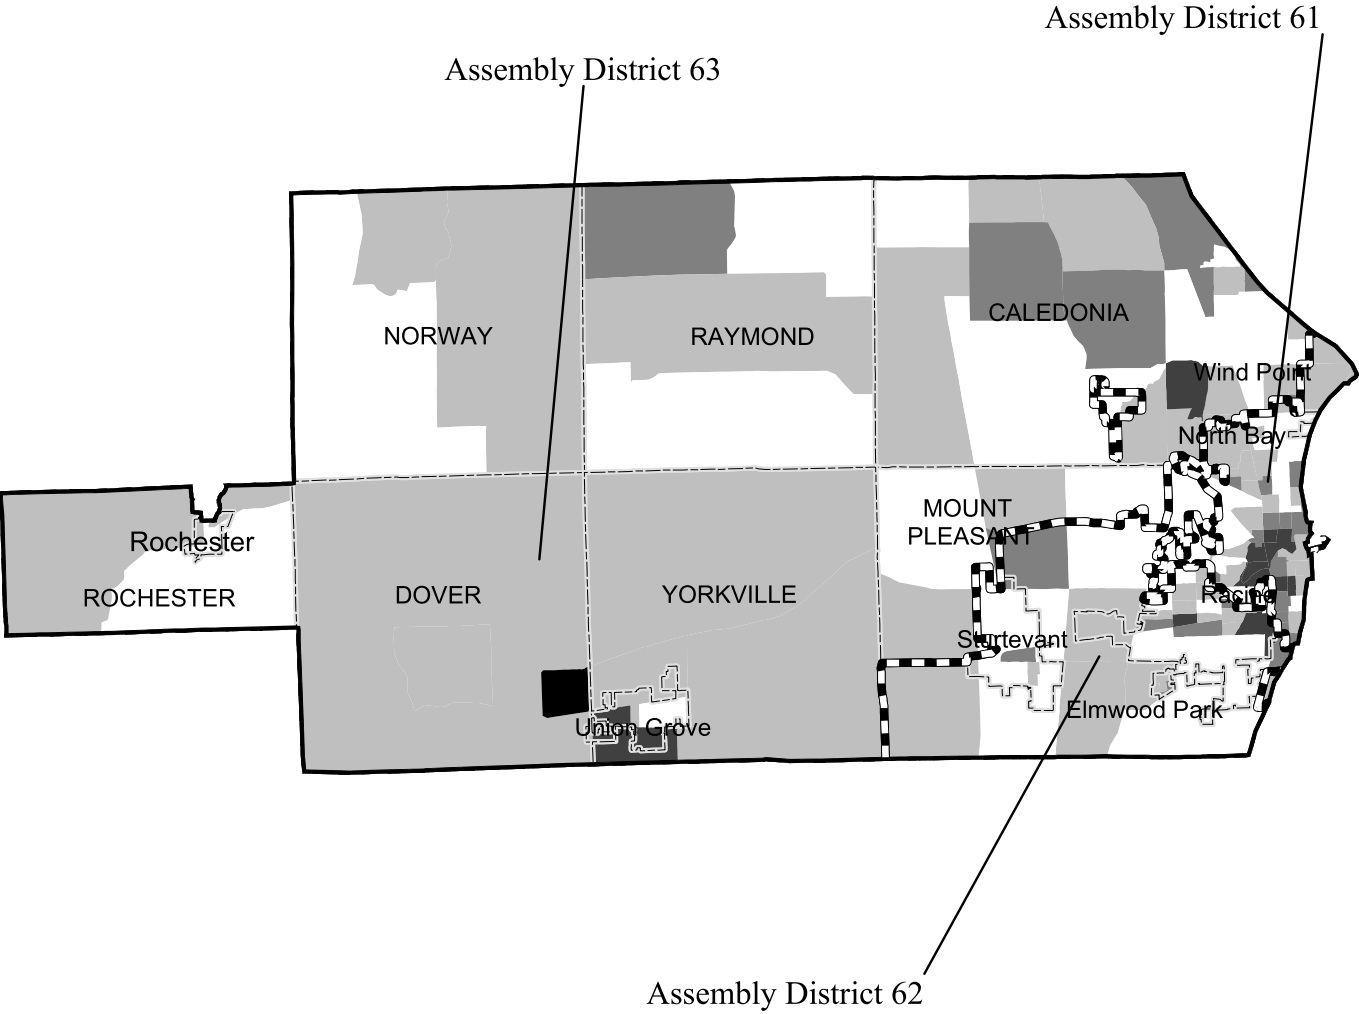 Assembly District 61
Assembly District 63
CALEDONIA
NORWAY
RAYMOND
Wind Point
North Bay
MOUNT
PLEASANT
Rochester
ROCHESTER
DOVER
YORKVILLE
Racine
Sturtevant
Elmwood Park
Union Grove
Assembly District 62